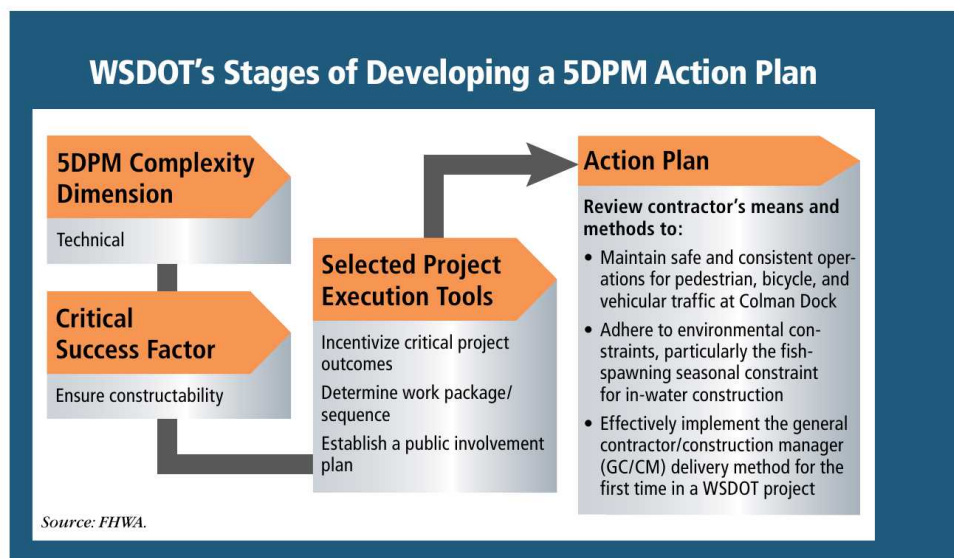 WSDOT's Stages of Developing a 5DPM Action Plan
5DPM Complexity
Dimension
Technical
Critical
Success Factor
Ensure constructability
Selected Project
Execution Tools
Incentivize critical project
outcomes
Determine work package/
sequence
Establish a public involvement
plan
Action Plan
Review contractor's means and
methods to:
• Maintain safe and consistent oper-
ations for pedestrian, bicycle, and
vehicular traffic at Colman Dock
• Adhere to environmental con-
straints, particularly the fish-
spawning seasonal constraint
for in-water construction
• Effectively implement the general
contractor/construction manager
(GC/CM) delivery method for the
first time in a WSDOT project
Source: FHWA.